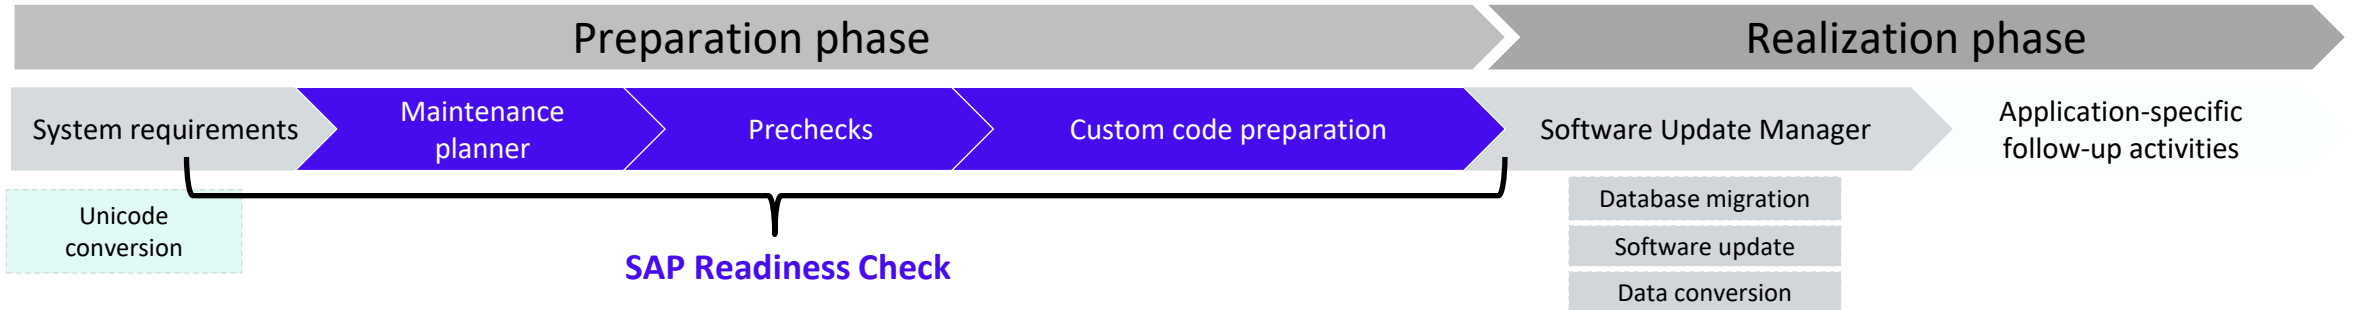 Preparation phase
Realization phase
System requirements
Maintenance
planner
Prechecks
Custom code preparation
Software Update Manager
Application-specific
follow-up activities
Unicode
conversion
SAP Readiness Check
Database migration
Software update
Data conversion